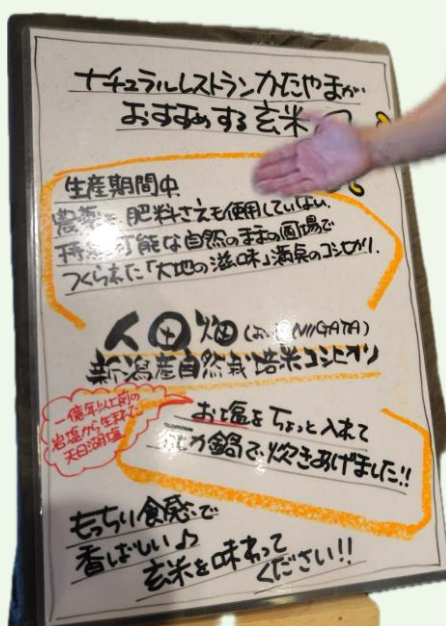 ナチュラルレストランかたやまが
おすすめする玄米
生産期間中
農薬も、肥料さえも使用していない、
持続可能な自然のままの圃場で
つくられた「大地の滋味」満点のコシヒカリ。
人田畑(in NIIGATA)
新潟産自然栽培米コシヒカリ
一億年以上前の
岩塩から生まれた
天日湖塩
お塩をちょっと入れて
圧力鍋で炊きあげました!!
もっちり食感で
香ばしい♪
玄米を味わって
ください!!